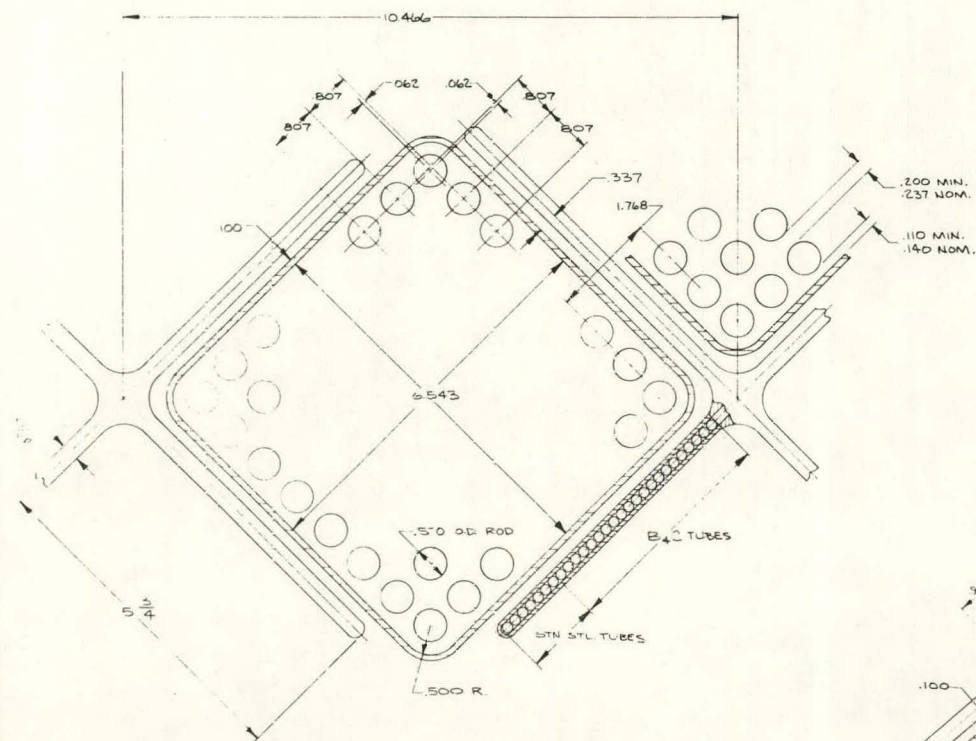 10.466
.062
.062
.807
.807
.807
.807
.337
1.768
.200 MIN.
.237 NOM.
.110 MIN.
.140 NOM.
.100
6.543
B4C TUBES
O.D. ROD
5 3/4
STN STL. TUBES
.500 R.
.100